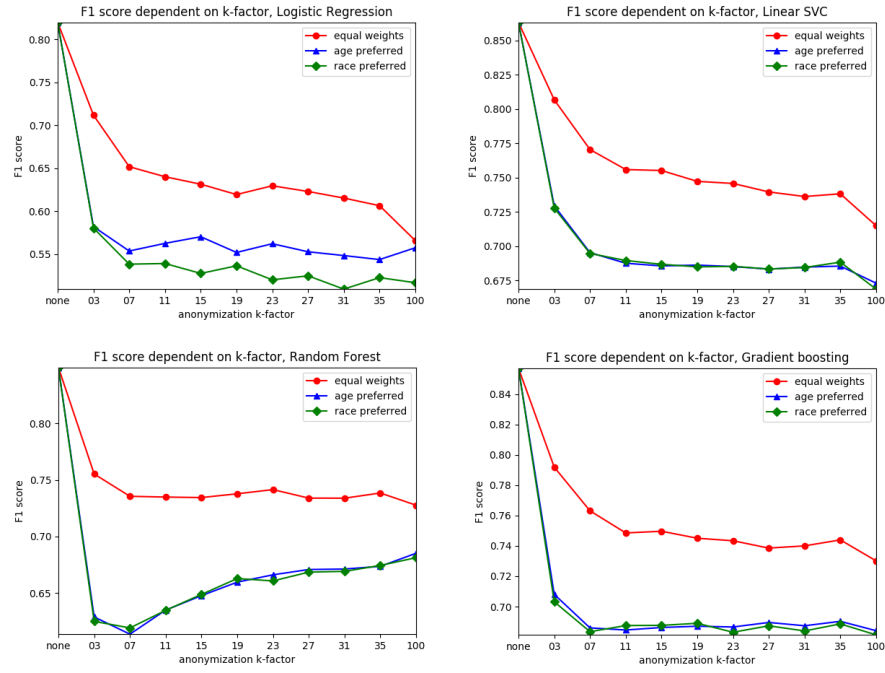 F1 score dependent on k-factor, Logistic Regression
0.80
0.75
0.70
0.65
0.60
0.55
F1 score
equal weights
age preferred
race preferred
none 03 07 11 15 19 23 27 31 35 100
anonymization k-factor
F1 score dependent on k-factor, Linear SVC
0.850
0.825
0.800
0.775
0.750
0.725
0.700
0.675
F1 score
equal weights
age preferred
race preferred
none 03 07 11 15 19 23 27 31 35 100
anonymization k-factor
F1 score dependent on k-factor, Random Forest
0.80
0.75
0.70
0.65
F1 score
equal weights
age preferred
race preferred
none 03 07 11 15 19 23 27 31 35 100
anonymization k-factor
F1 score dependent on k-factor, Gradient boosting
0.84
0.82
0.80
0.78
0.76
0.74
0.72
0.70
F1 score
equal weights
age preferred
race preferred
none 03 07 11 15 19 23 27 31 35 100
anonymization k-factor